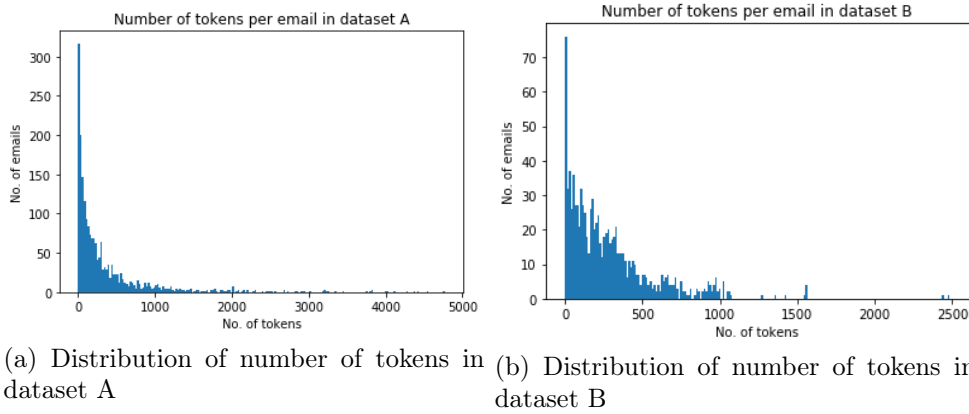 Number of tokens per email in dataset A
300
250
200
150
100
50
0
No. of emails
0 1000 2000 3000 4000 5000
No. of tokens
(a) Distribution of number of tokens in
dataset A
Number of tokens per email in dataset B
70
60
50
40
30
20
10
0
No. of emails
0 500 1000 1500 2000 2500
No. of tokens
(b) Distribution of number of tokens in
dataset B